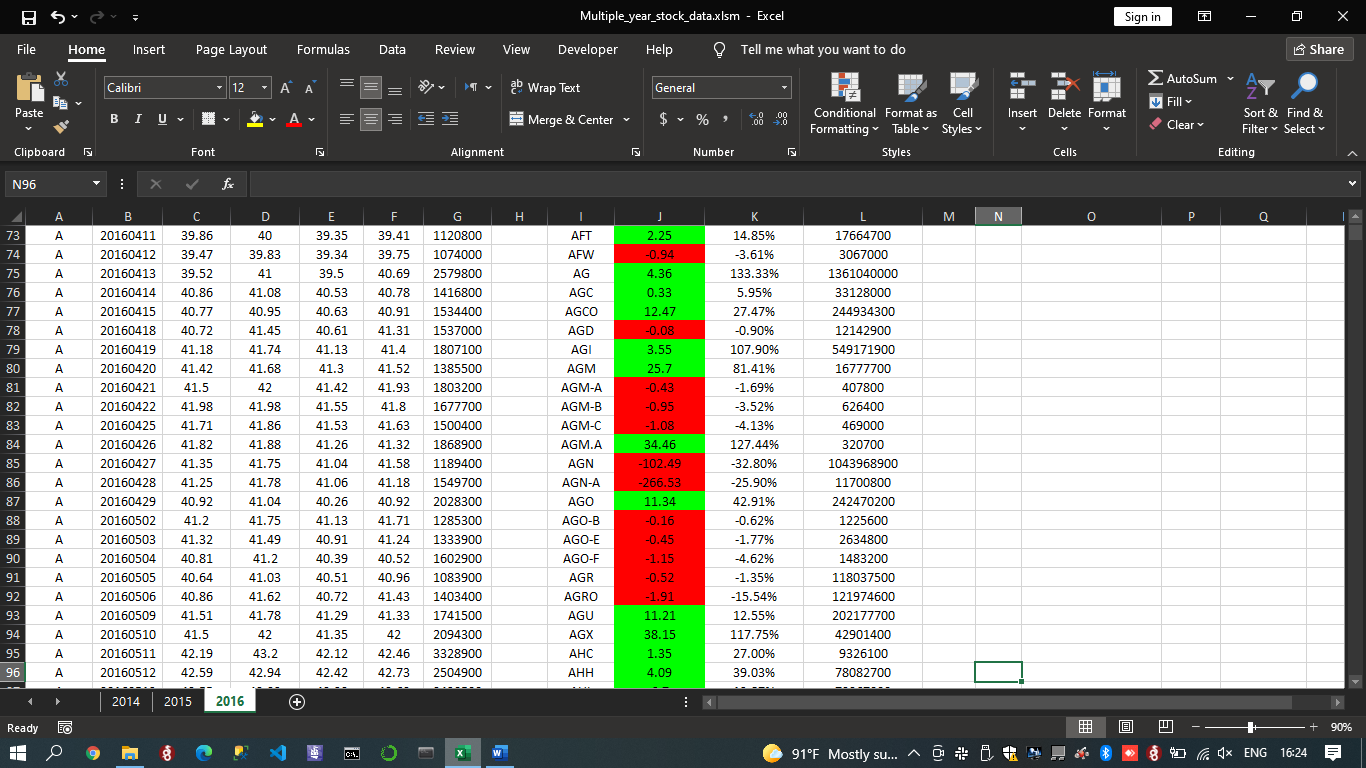 Multiple_year_stock_data.xlsm - Excel
Sign in
File Home Insert Page Layout Formulas Data Review View Developer Help Tell me what you want to do Share
Calibri 12 ab Wrap Text General AutoSum
Paste Conditional Format as Cell Insert Delete Format Fill Sort & Find &
B I U A Merge & Center $ % , Formatting Table Styles Clear Filter Select
Clipboard Font Alignment Number Styles Cells Editing
N96 fx
A B C D E F G H I J K L M N O P Q
73 A 20160411 39.86 40 39.35 39.41 1120800 AFT 2.25 14.85% 17664700
74 A 20160412 39.47 39.83 39.34 39.75 1074000 AFW -0.94 -3.61% 3067000
75 A 20160413 39.52 41 39.5 40.69 2579800 AG 4.36 133.33% 1361040000
76 A 20160414 40.86 41.08 40.53 40.78 1416800 AGC 0.33 5.95% 33128000
77 A 20160415 40.77 40.95 40.63 40.91 1534400 AGCO 12.47 27.47% 244934300
78 A 20160418 40.72 41.45 40.61 41.31 1537000 AGD -0.08 -0.90% 12142900
79 A 20160419 41.18 41.74 41.13 41.4 1807100 AGI 3.55 107.90% 549171900
80 A 20160420 41.42 41.68 41.3 41.52 1385500 AGM 25.7 81.41% 16777700
81 A 20160421 41.5 42 41.42 41.93 1803200 AGM-A -0.43 -1.69% 407800
82 A 20160422 41.98 41.98 41.55 41.8 1677700 AGM-B -0.95 -3.52% 626400
83 A 20160425 41.71 41.86 41.53 41.63 1500400 AGM-C -1.08 -4.13% 469000
84 A 20160426 41.82 41.88 41.26 41.32 1868900 AGM.A 34.46 127.44% 320700
85 A 20160427 41.35 41.75 41.04 41.58 1189400 AGN -102.49 -32.80% 1043968900
86 A 20160428 41.25 41.78 41.06 41.18 1549700 AGN-A -266.53 -25.90% 11700800
87 A 20160429 40.92 41.04 40.26 40.92 2028300 AGO 11.34 42.91% 242470200
88 A 20160502 41.2 41.75 41.13 41.71 1285300 AGO-B -0.16 -0.62% 1225600
89 A 20160503 41.32 41.49 40.91 41.24 1333900 AGO-E -0.45 -1.77% 2634800
90 A 20160504 40.81 41.2 40.39 40.52 1602900 AGO-F -1.15 -4.62% 1483200
91 A 20160505 40.64 41.03 40.51 40.96 1083900 AGR -0.52 -1.35% 118037500
92 A 20160506 40.86 41.62 40.72 41.43 1403400 AGRO -1.91 -15.54% 121974600
93 A 20160509 41.51 41.78 41.29 41.33 1741500 AGU 11.21 12.55% 202177700
94 A 20160510 41.5 42 41.35 42 2094300 AGX 38.15 117.75% 42901400
95 A 20160511 42.19 43.2 42.12 42.46 3328900 AHC 1.35 27.00% 9326100
96 A 20160512 42.59 42.94 42.42 42.73 2504900 AHH 4.09 39.03% 78082700
2014 2015 2016
Ready 90%
91°F Mostly su... ENG 16:24